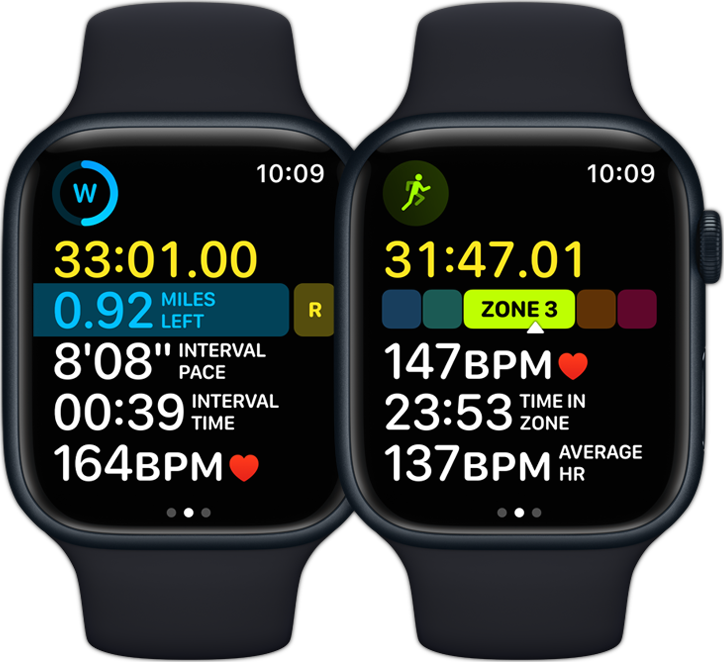 10:09
W
33:01.00
0.92 MILES LEFT
R
8'08" INTERVAL PACE
00:39 INTERVAL TIME
164BPM
10:09
31:47.01
ZONE 3
147BPM
23:53 TIME IN ZONE
137BPM AVERAGE HR